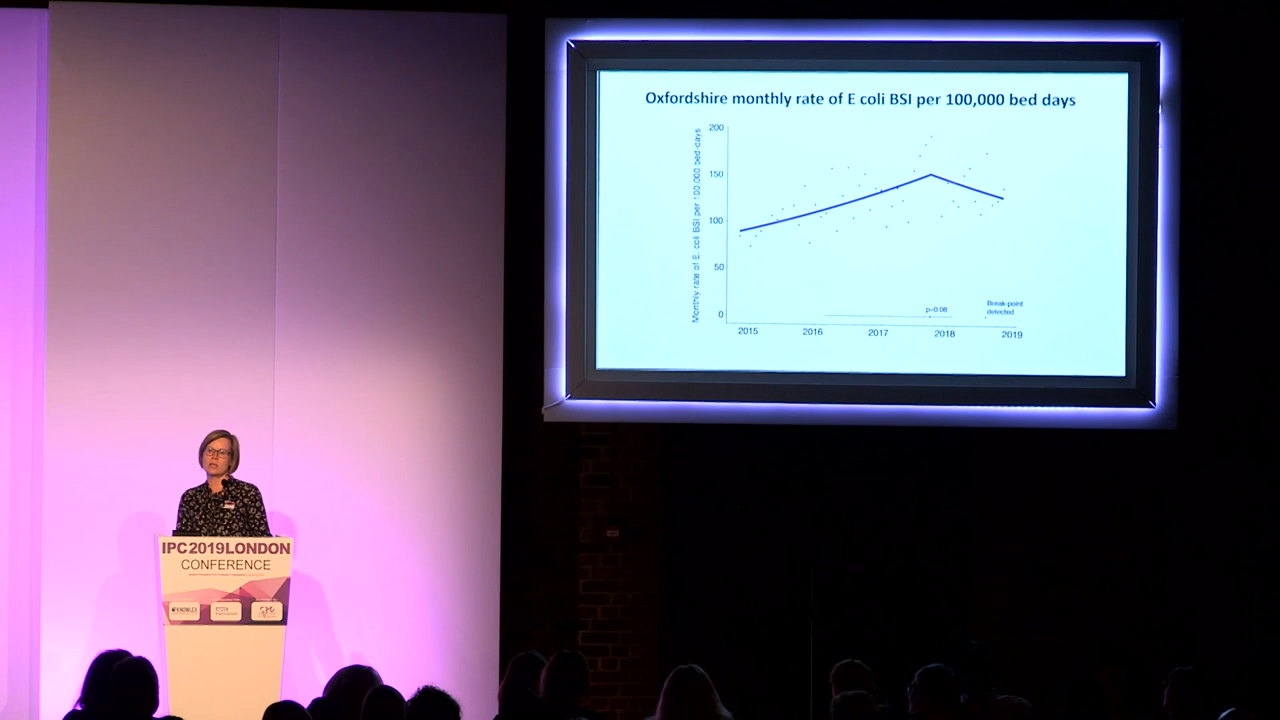 Oxfordshire monthly rate of E coli BSI per 100,000 bed days
Monthly rate of E. coli BSI per 100,000 bed-days
200
150
100
50
0
p=0.08
Break-point
detected
2015 2016 2017 2018 2019
IPC2019LONDON
CONFERENCE
KNOWLEX